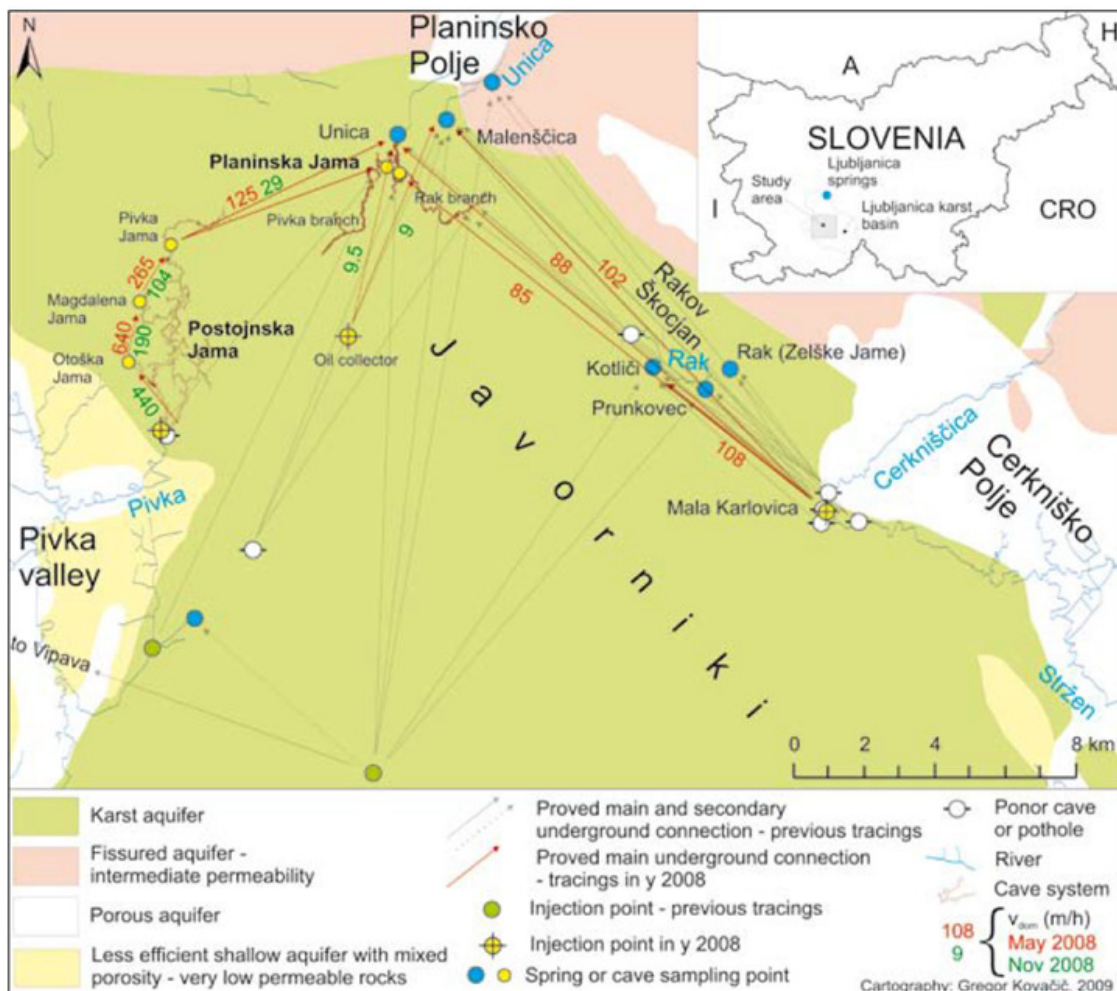 N
Planinsko
Polje
Unica
Unica
Malenščica
Planinska Jama
Rak branch
Pivka branch
125 29
Pivka
Jama
265
104
Magdalena
Jama
640
190
Postojnska
Jama
Otoška
Jama
440
9.5
9
Oil collector
85
88
102
Rakov
Škocjan
Kotliči
Rak
Rak (Zelške Jame)
Prunkovec
108
Mala Karlovica
Cerkniščica
Cerkniško
Polje
Stržen
Javorniki
Pivka
Pivka
valley
to Vipava
H
A
SLOVENIA
Ljubljanica
springs
Study
area
I
CRO
Ljubljanica karst
basin
0 2 4 8 km
Karst aquifer
Fissured aquifer -
intermediate permeability
Porous aquifer
Less efficient shallow aquifer with mixed
porosity - very low permeable rocks
Proved main and secondary
underground connection - previous tracings
Proved main underground connection
- tracings in y 2008
Injection point - previous tracings
Injection point in y 2008
Spring or cave sampling point
Ponor cave
or pothole
River
Cave system
108
9
v dom (m/h)
May 2008
Nov 2008
Cartography: Gregor Kovačič, 2009